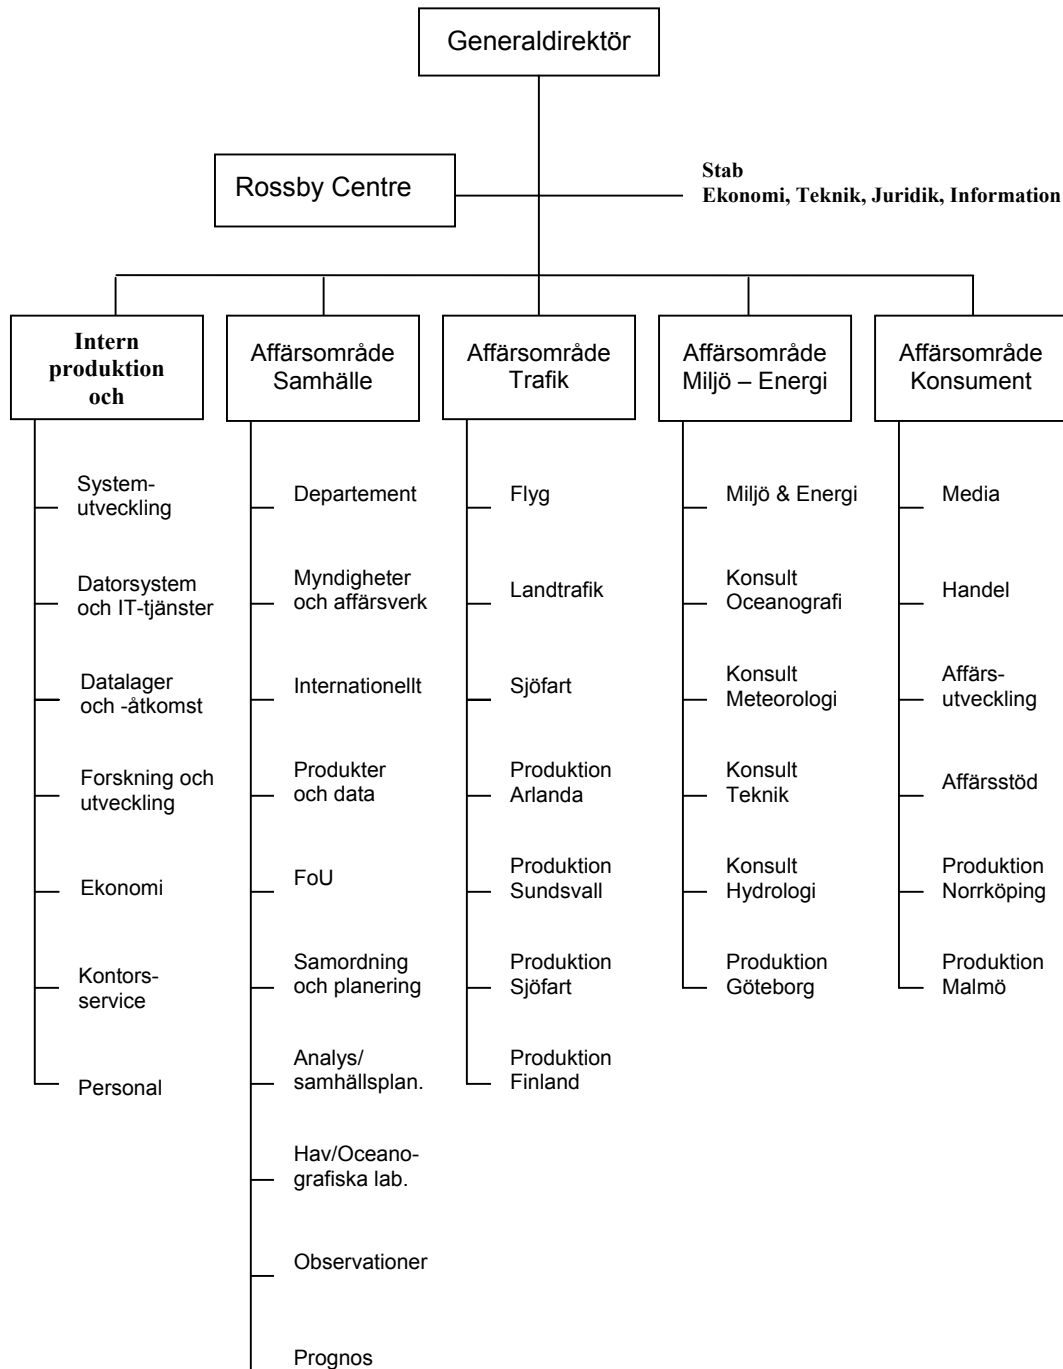 Generaldirektör
Rossby Centre
Stab
Ekonomi, Teknik, Juridik, Information
Intern
produktion
och
System-
utveckling
Datorsystem
och IT-tjänster
Datalager
och -åtkomst
Forskning och
utveckling
Ekonomi
Kontors-
service
Personal
Affärsområde
Samhälle
Departement
Myndigheter
och affärsverk
Internationellt
Produkter
och data
FoU
Samordning
och planering
Analys/
samhällsplan.
Hav/Oceano-
grafiska lab.
Observationer
Prognos
Affärsområde
Trafik
Flyg
Landtrafik
Sjöfart
Produktion
Arlanda
Produktion
Sundsvall
Produktion
Sjöfart
Produktion
Finland
Affärsområde
Miljö – Energi
Miljö & Energi
Konsult
Oceanografi
Konsult
Meteorologi
Konsult
Teknik
Konsult
Hydrologi
Produktion
Göteborg
Affärsområde
Konsument
Media
Handel
Affärs-
utveckling
Affärsstöd
Produktion
Norrköping
Produktion
Malmö